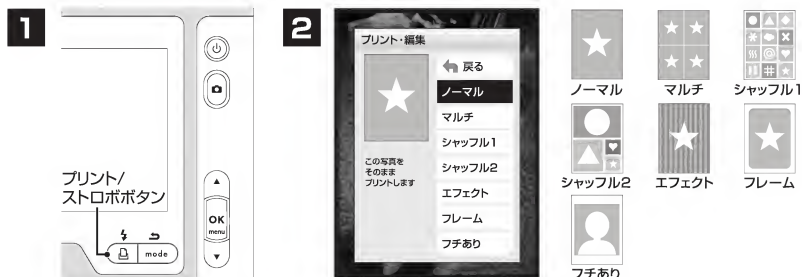 1
プリント/
ストロボボタン
OK
menu
mode
2
プリント・編集
戻る
ノーマル
マルチ
シャッフル1
シャッフル2
エフェクト
フレーム
フチあり
この写真を
そのまま
プリントします
ノーマル
マルチ
シャッフル1
シャッフル2
エフェクト
フレーム
フチあり